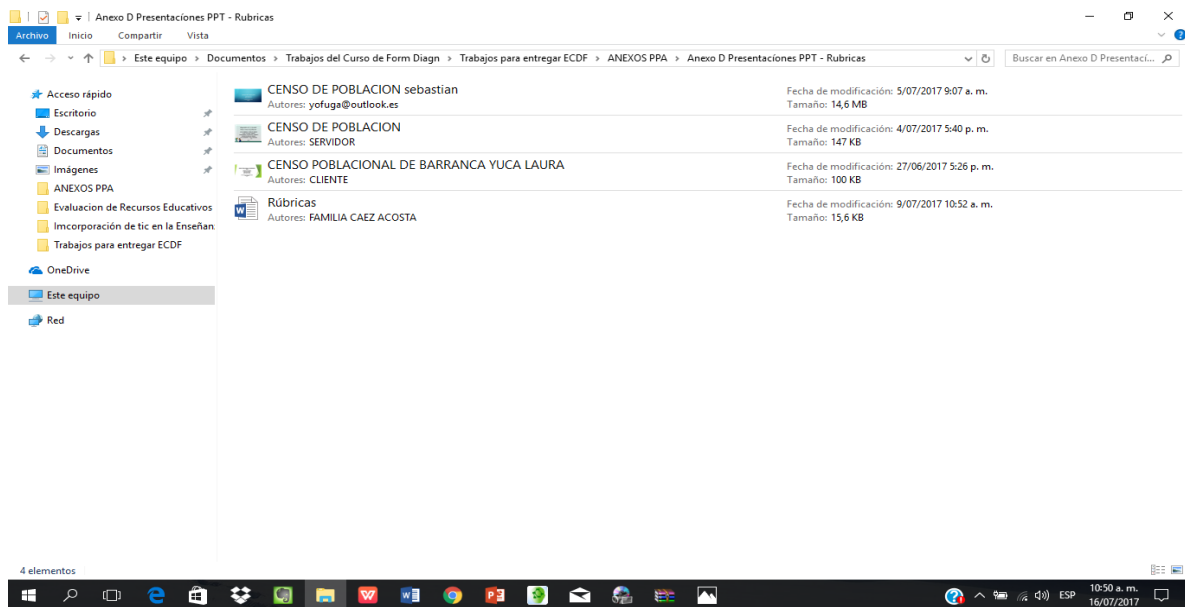 Anexo D Presentacíones PPT - Rubricas
Archivo Inicio Compartir Vista
Este equipo > Documentos > Trabajos del Curso de Form Diagn > Trabajos para entregar ECDF > ANEXOS PPA > Anexo D Presentacíones PPT - Rubricas
Buscar en Anexo D Presentací...
Acceso rápido
Escritorio
Descargas
Documentos
Imágenes
ANEXOS PPA
Evaluacion de Recursos Educativos
Imcorporación de tic en la Enseñan:
Trabajos para entregar ECDF
OneDrive
Este equipo
Red
CENSO DE POBLACION sebastian
Autores: yofuga@outlook.es
Fecha de modificación: 5/07/2017 9:07 a. m.
Tamaño: 14,6 MB
CENSO DE POBLACION
Autores: SERVIDOR
Fecha de modificación: 4/07/2017 5:40 p. m.
Tamaño: 147 KB
CENSO POBLACIONAL DE BARRANCA YUCA LAURA
Autores: CLIENTE
Fecha de modificación: 27/06/2017 5:26 p. m.
Tamaño: 100 KB
Rúbricas
Autores: FAMILIA CAEZ ACOSTA
Fecha de modificación: 9/07/2017 10:52 a. m.
Tamaño: 15,6 KB
4 elementos
ESP
10:50 a. m.
16/07/2017